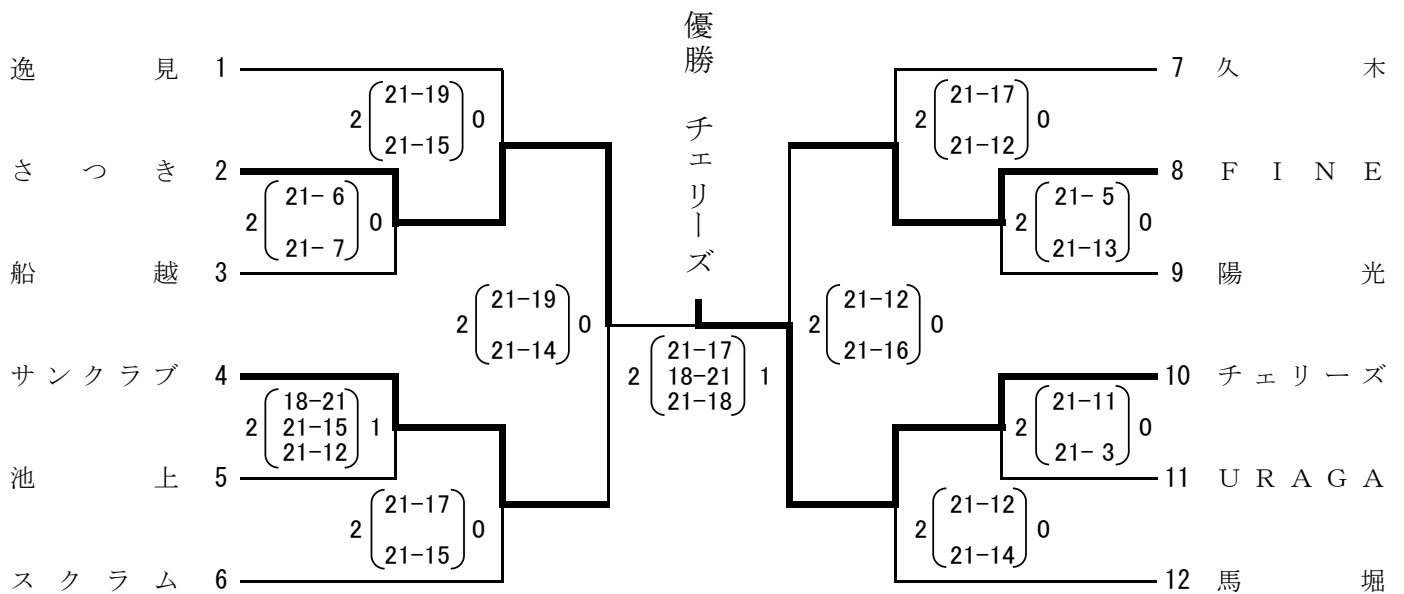 優勝 チェリーズ
逸見 1
2 21-19 0
21-15
さつき 2
2 21- 6 0
21- 7
船越 3
2 21-19 0
21-14
サンクラブ 4
18-21
2 21-15 1
21-12
池上 5
2 21-17 0
21-15
スクラム 6
21-17
2 18-21 1
21-18
7 久木
2 21-17 0
21-12
8 FINE
2 21- 5 0
21-13
9 陽光
2 21-12 0
21-16
10 チェリーズ
2 21-11 0
21- 3
11 URAGA
2 21-12 0
21-14
12 馬堀